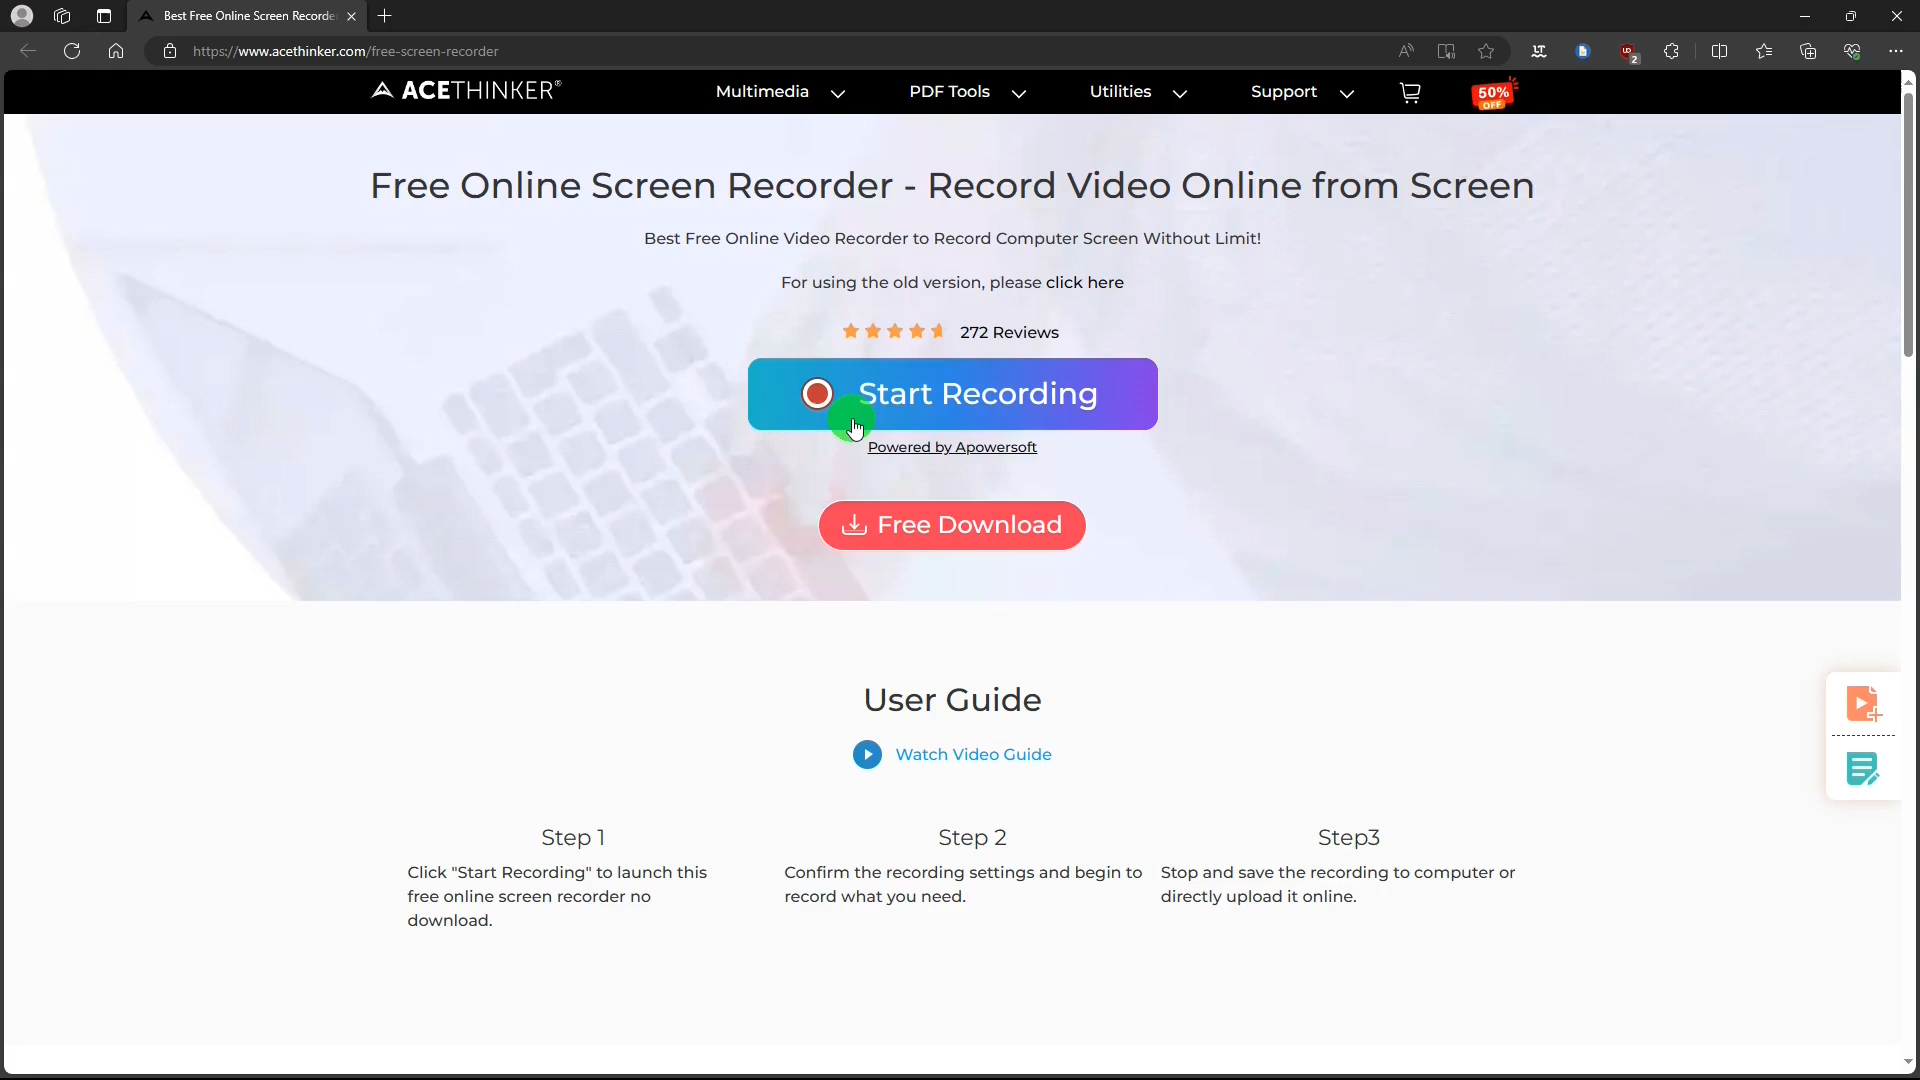 Best Free Online Screen Recorde
https://www.acethinker.com/free-screen-recorder
2
ACETHINKER®
Multimedia
PDF Tools
Utilities
Support
50%
OFF
Free Online Screen Recorder - Record Video Online from Screen
Best Free Online Video Recorder to Record Computer Screen Without Limit!
For using the old version, please click here
272 Reviews
Start Recording
Powered by Apowersoft
Free Download
User Guide
Watch Video Guide
Step 1
Click "Start Recording" to launch this
free online screen recorder no
download.
Step 2
Confirm the recording settings and begin to
record what you need.
Step3
Stop and save the recording to computer or
directly upload it online.